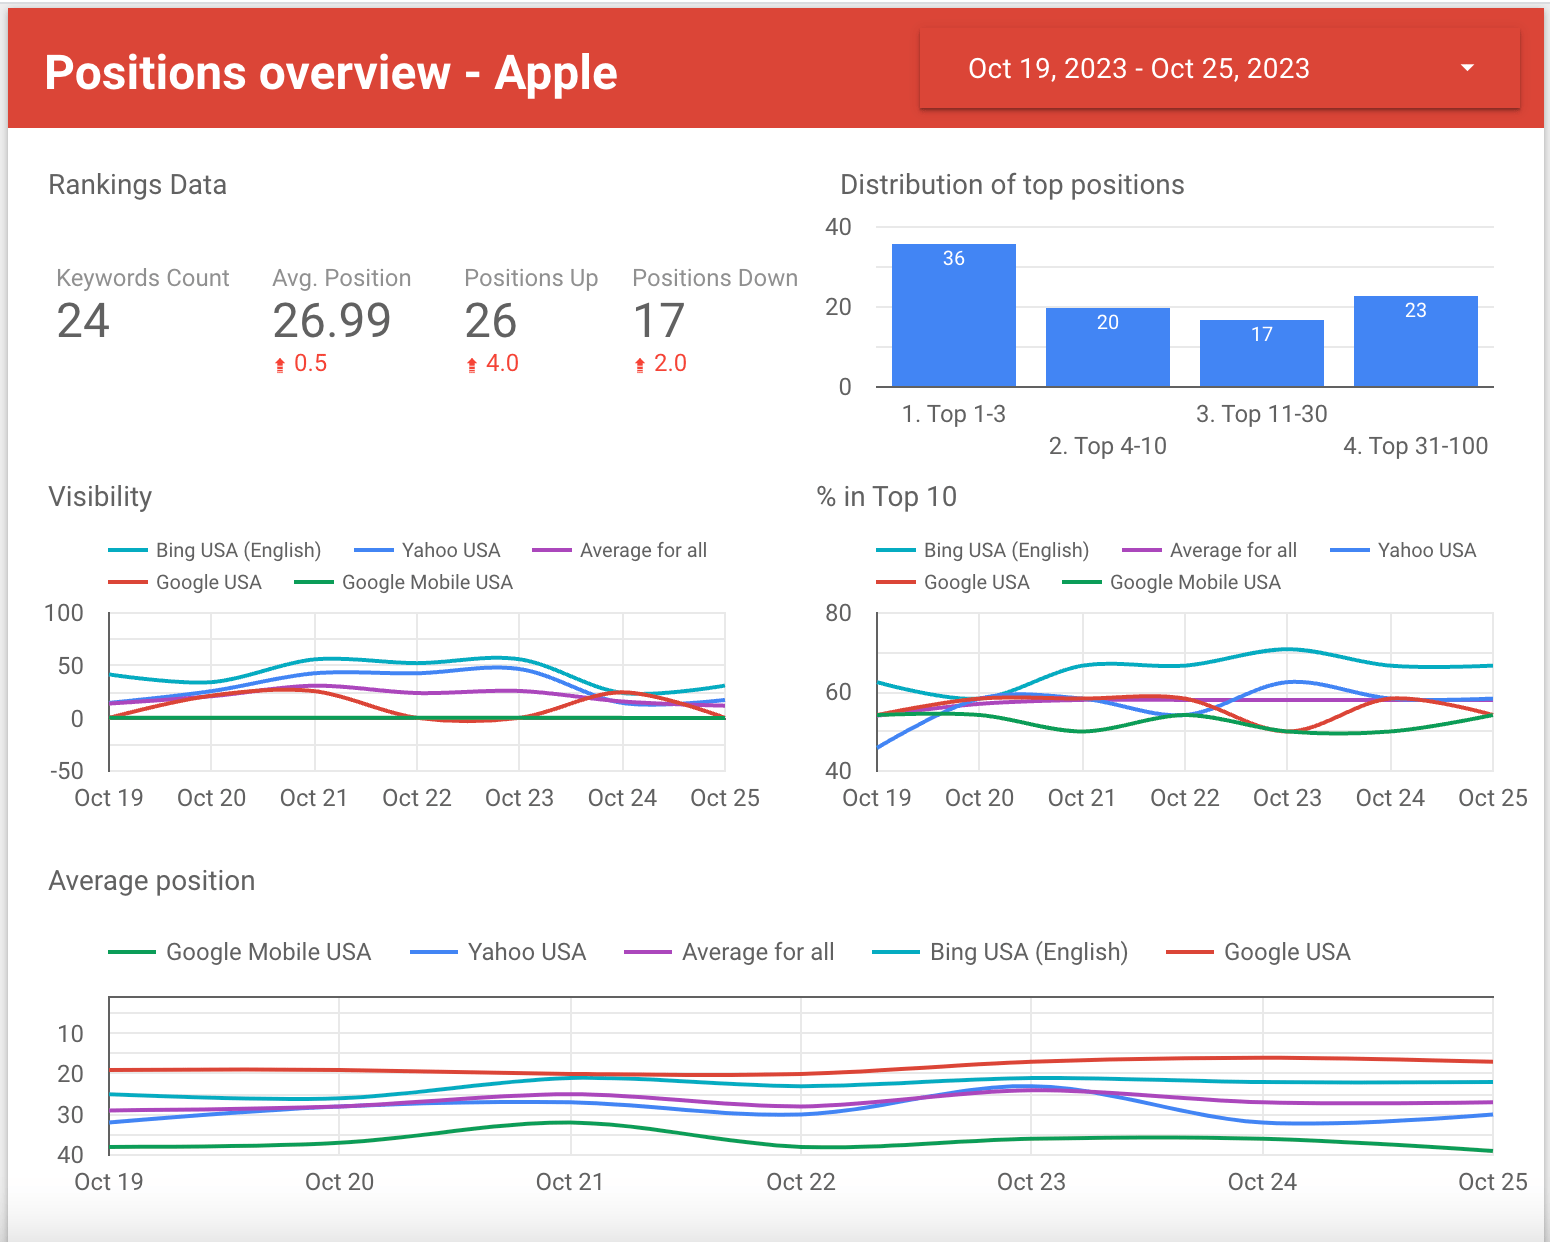 Positions overview - Apple
Oct 19, 2023 - Oct 25, 2023
Rankings Data
Keywords Count
24
Avg. Position
26.99
0.5
Positions Up
26
4.0
Positions Down
17
2.0
Distribution of top positions
40
20
0
36
20
17
23
1. Top 1-3
2. Top 4-10
3. Top 11-30
4. Top 31-100
Visibility
Bing USA (English) Yahoo USA Average for all
Google USA Google Mobile USA
100
50
0
-50
Oct 19 Oct 20 Oct 21 Oct 22 Oct 23 Oct 24 Oct 25
% in Top 10
Bing USA (English) Average for all Yahoo USA
Google USA Google Mobile USA
80
60
40
Oct 19 Oct 20 Oct 21 Oct 22 Oct 23 Oct 24 Oct 25
Average position
Google Mobile USA Yahoo USA Average for all Bing USA (English) Google USA
10
20
30
40
Oct 19 Oct 20 Oct 21 Oct 22 Oct 23 Oct 24 Oct 25